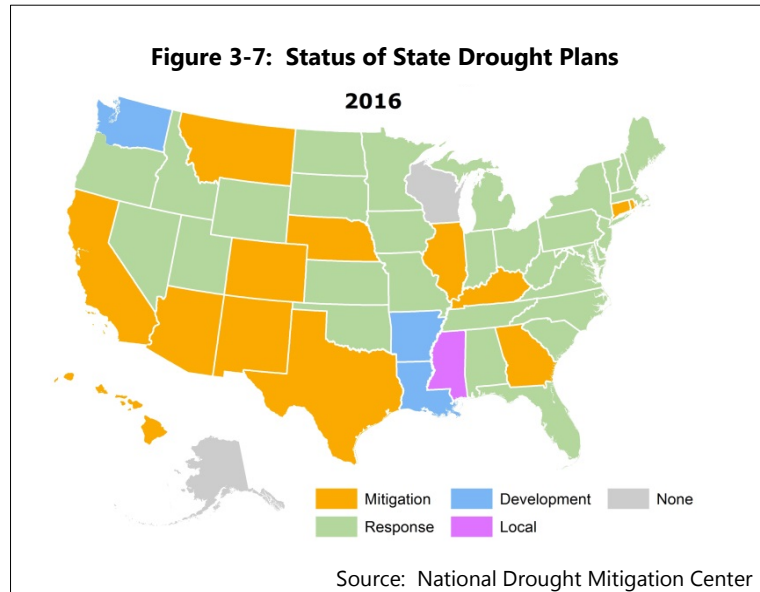 Figure 3-7: Status of State Drought Plans
2016
Mitigation
Development
None
Response
Local
Source: National Drought Mitigation Center